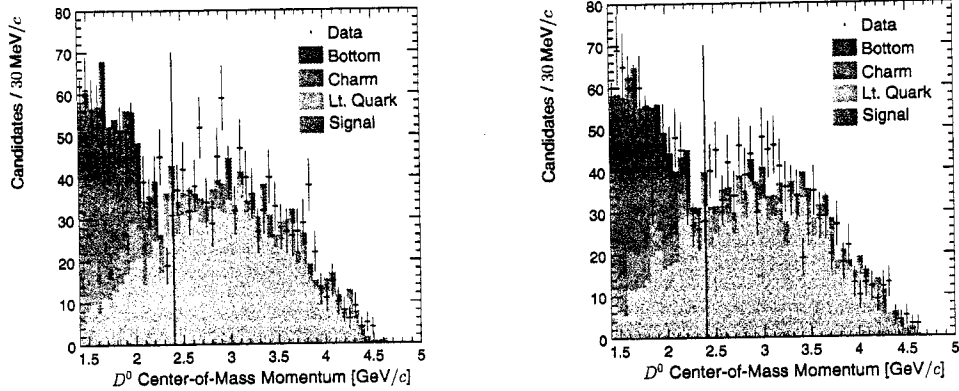 Candidates / 30 MeV/c
80
70
60
50
40
30
20
10
0
Data
Bottom
Charm
Lt. Quark
Signal
1.5 2 2.5 3 3.5 4 4.5 5
D⁰ Center-of-Mass Momentum [GeV/c]
Candidates / 30 MeV/c
80
70
60
50
40
30
20
10
0
Data
Bottom
Charm
Lt. Quark
Signal
1.5 2 2.5 3 3.5 4 4.5 5
D⁰ Center-of-Mass Momentum [GeV/c]